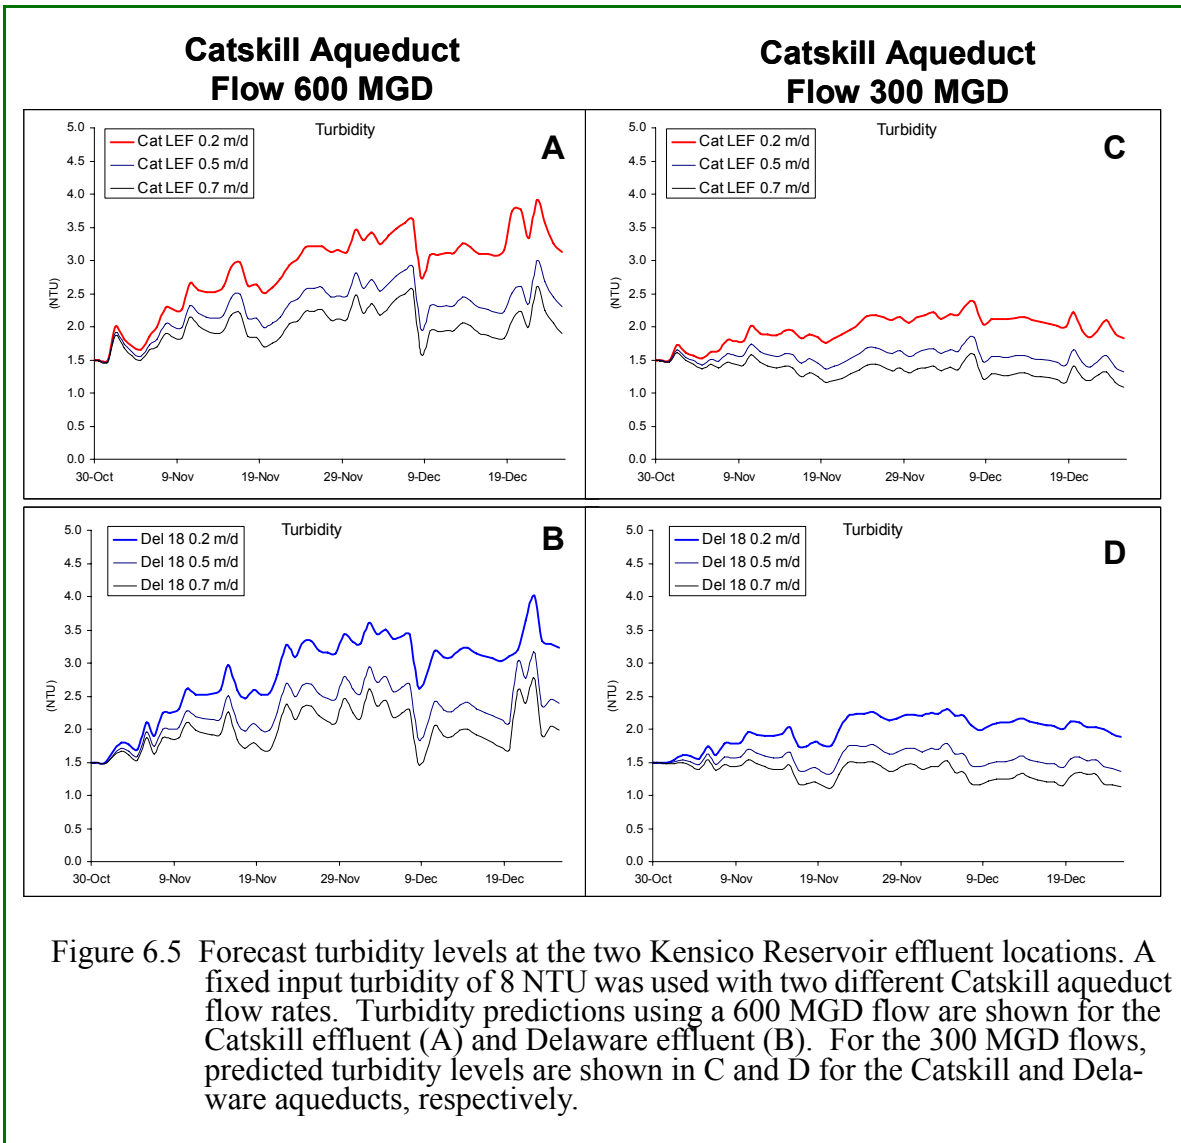 Catskill Aqueduct
Flow 600 MGD
Catskill Aqueduct
Flow 300 MGD
Turbidity
A
Cat LEF 0.2 m/d
Cat LEF 0.5 m/d
Cat LEF 0.7 m/d
(NTU)
5.0
4.5
4.0
3.5
3.0
2.5
2.0
1.5
1.0
0.5
0.0
30-Oct 9-Nov 19-Nov 29-Nov 9-Dec 19-Dec
Turbidity
C
Cat LEF 0.2 m/d
Cat LEF 0.5 m/d
Cat LEF 0.7 m/d
(NTU)
5.0
4.5
4.0
3.5
3.0
2.5
2.0
1.5
1.0
0.5
0.0
30-Oct 9-Nov 19-Nov 29-Nov 9-Dec 19-Dec
Turbidity
B
Del 18 0.2 m/d
Del 18 0.5 m/d
Del 18 0.7 m/d
(NTU)
5.0
4.5
4.0
3.5
3.0
2.5
2.0
1.5
1.0
0.5
0.0
30-Oct 9-Nov 19-Nov 29-Nov 9-Dec 19-Dec
Turbidity
D
Del 18 0.2 m/d
Del 18 0.5 m/d
Del 18 0.7 m/d
(NTU)
5.0
4.5
4.0
3.5
3.0
2.5
2.0
1.5
1.0
0.5
0.0
30-Oct 9-Nov 19-Nov 29-Nov 9-Dec 19-Dec
Figure 6.5 Forecast turbidity levels at the two Kensico Reservoir effluent locations. A
fixed input turbidity of 8 NTU was used with two different Catskill aqueduct
flow rates. Turbidity predictions using a 600 MGD flow are shown for the
Catskill effluent (A) and Delaware effluent (B). For the 300 MGD flows,
predicted turbidity levels are shown in C and D for the Catskill and Dela-
ware aqueducts, respectively.